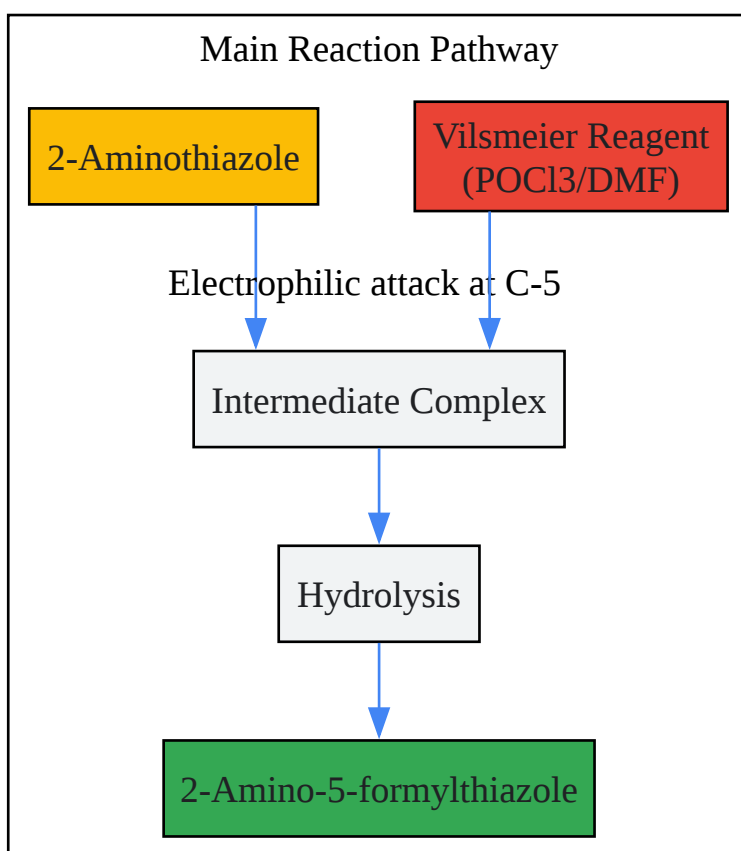 Main Reaction Pathway
2-Aminothiazole
Vilsmeier Reagent
(POCl3/DMF)
Electrophilic attack at C-5
Intermediate Complex
Hydrolysis
2-Amino-5-formylthiazole